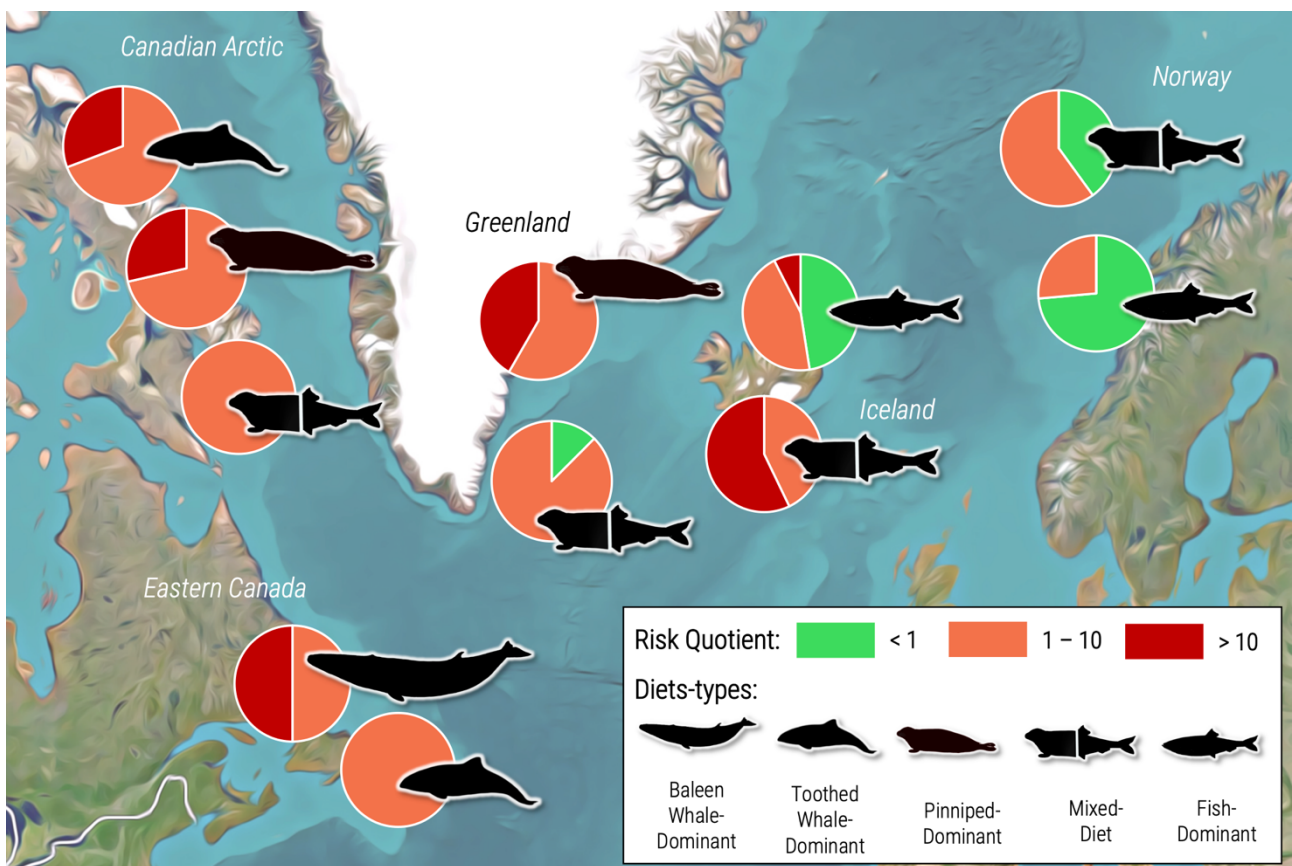 Canadian Arctic
Norway
Greenland
Iceland
Eastern Canada
Risk Quotient:
< 1
1 – 10
> 10
Diets-types:
Baleen
Whale-
Dominant
Toothed
Whale-
Dominant
Pinniped-
Dominant
Mixed-
Diet
Fish-
Dominant